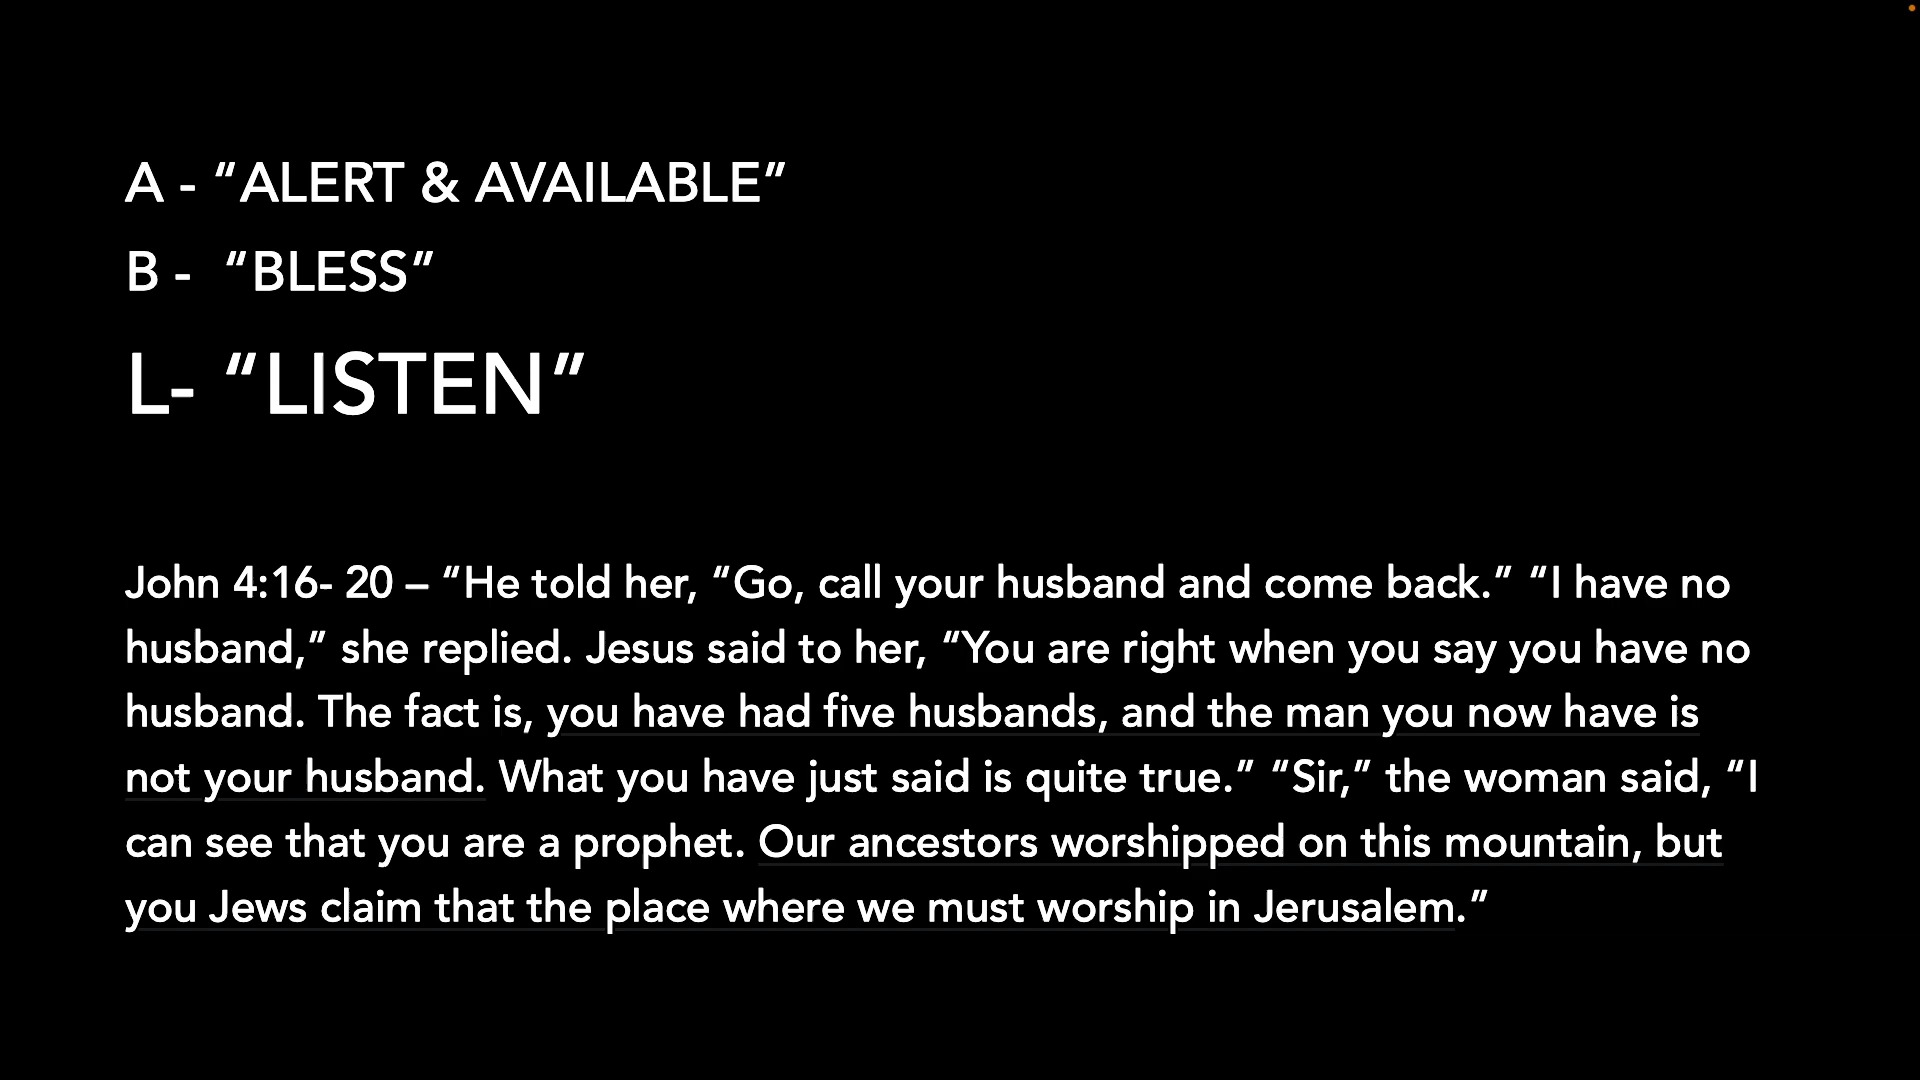 A - “ALERT & AVAILABLE”
B -  “BLESS”
L- “LISTEN”
John 4:16- 20 – “He told her, “Go, call your husband and come back.” “I have no
husband,” she replied. Jesus said to her, “You are right when you say you have no
husband. The fact is, you have had five husbands, and the man you now have is
not your husband. What you have just said is quite true.” “Sir,” the woman said, “I
can see that you are a prophet. Our ancestors worshipped on this mountain, but
you Jews claim that the place where we must worship in Jerusalem.”